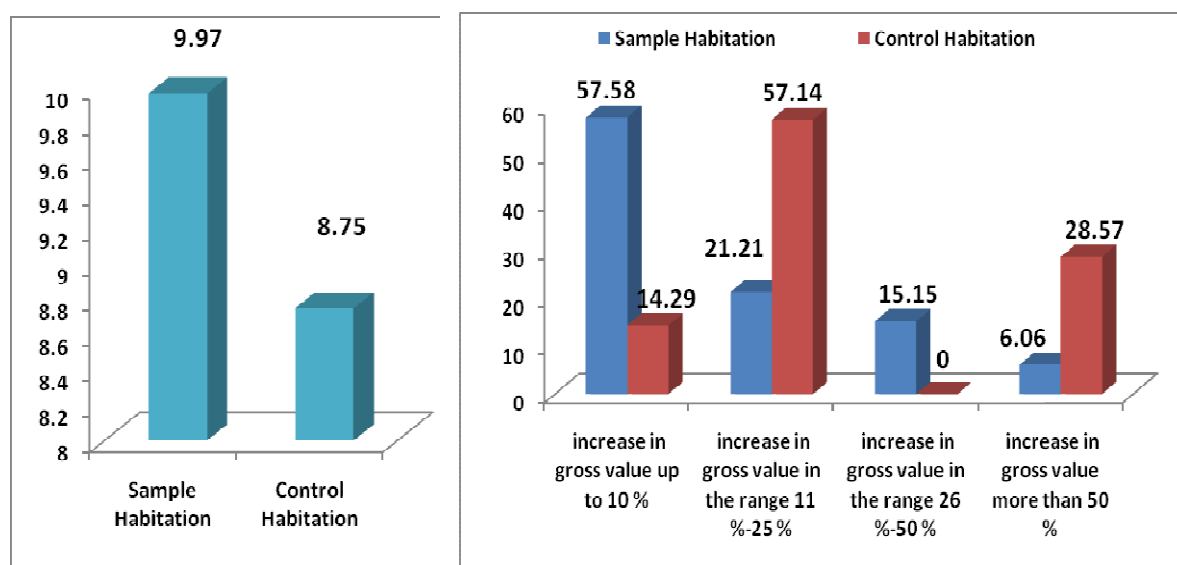 9.97
8.75
10
9.8
9.6
9.4
9.2
9
8.8
8.6
8.4
8.2
8
Sample Habitation
Control Habitation
Sample Habitation Control Habitation
57.58
57.14
21.21
14.29
15.15
0
6.06
28.57
60
50
40
30
20
10
0
increase in
gross value up
to 10 %
increase in
gross value in
the range 11
%-25 %
increase in
gross value in
the range 26
%-50 %
increase in
gross value
more than 50
%